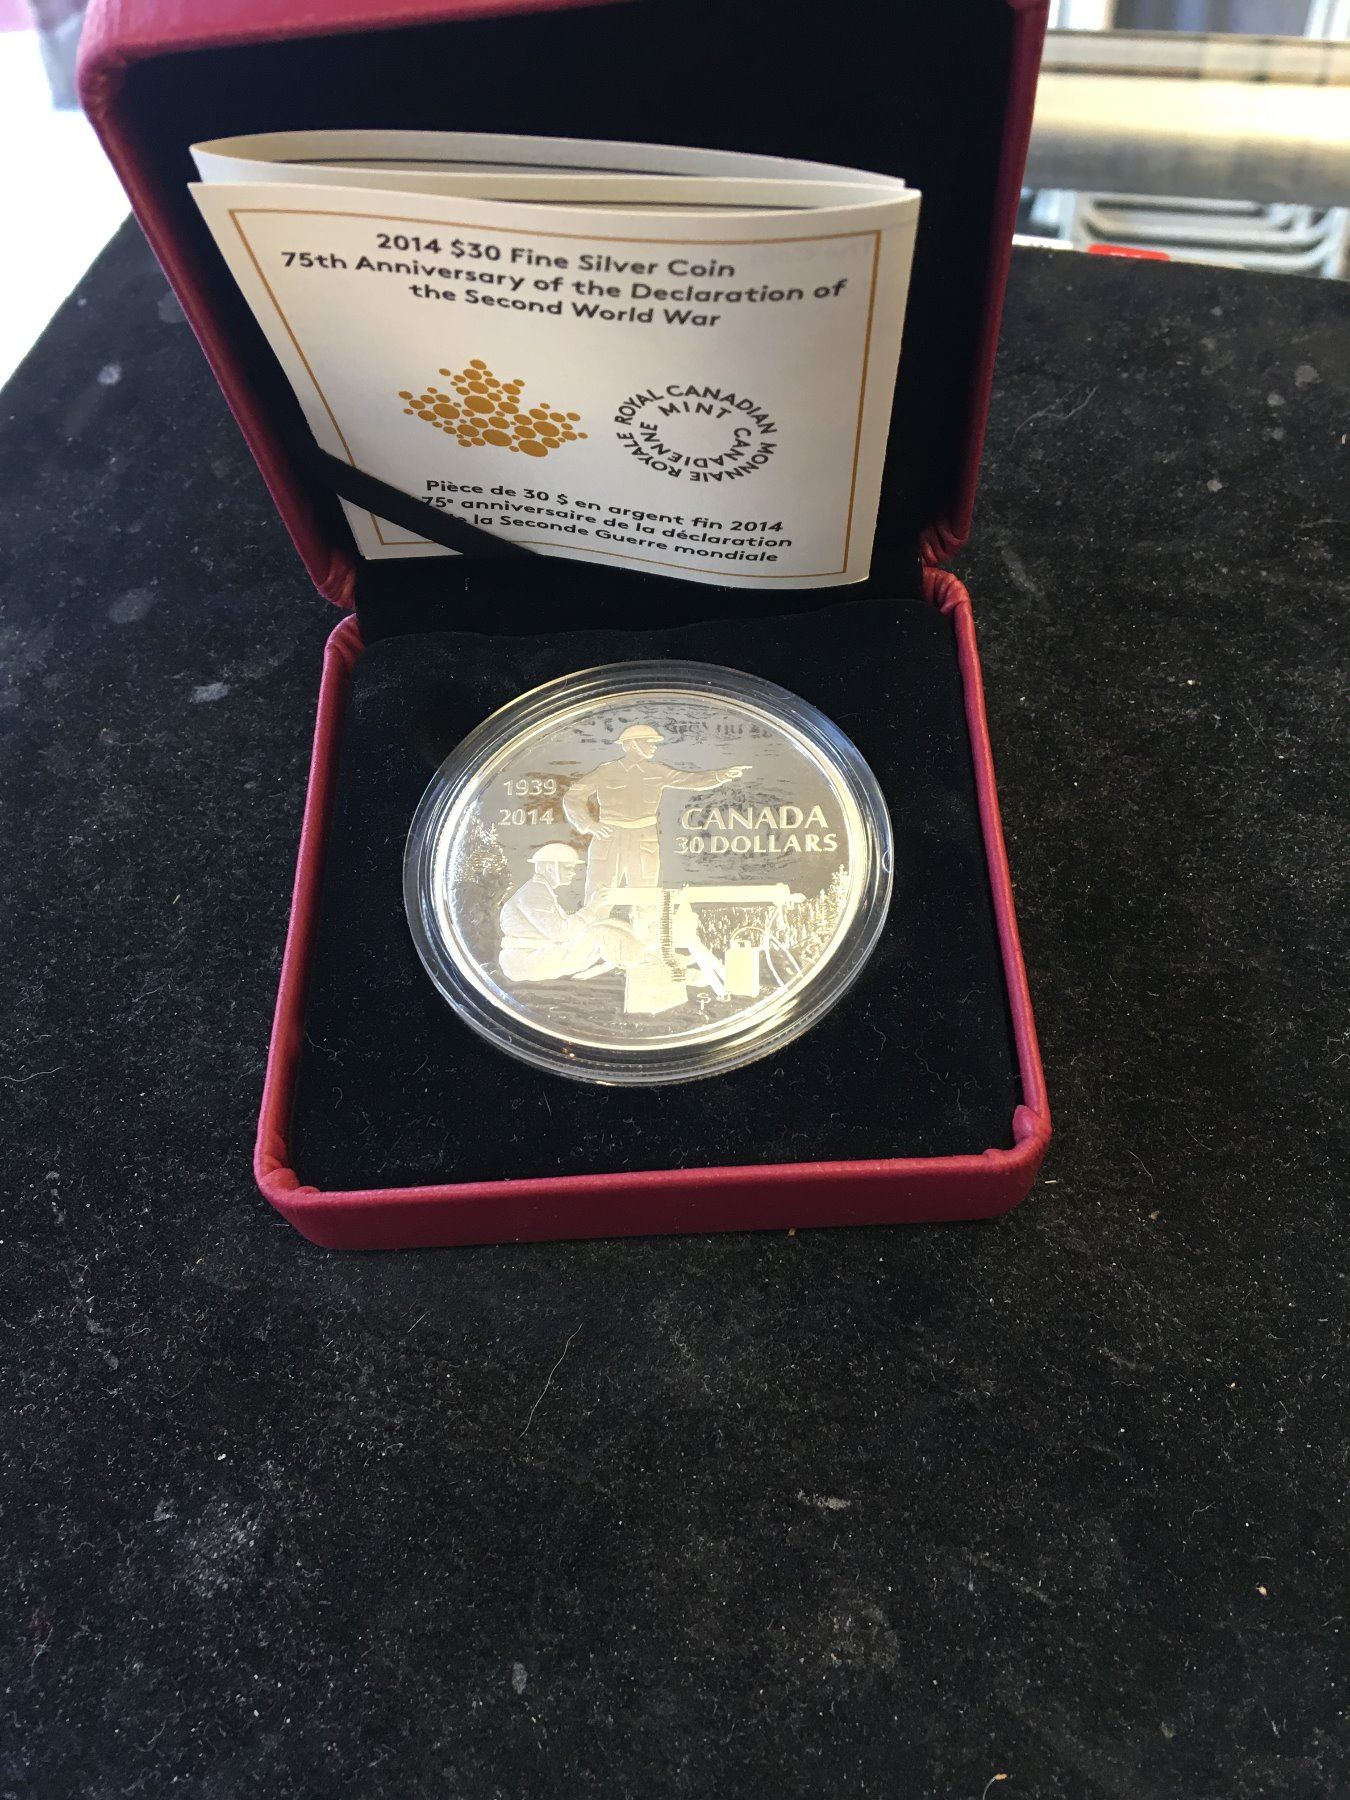 2014 $30 Fine Silver Coin
75th Anniversary of the Declaration of
the Second World War
ROYAL CANADIAN MINT
MONNAIE ROYALE CANADIENNE
Pièce de 30 $ en argent fin 2014
75e anniversaire de la déclaration
la Seconde Guerre mondiale
1939
2014
CANADA
30 DOLLARS